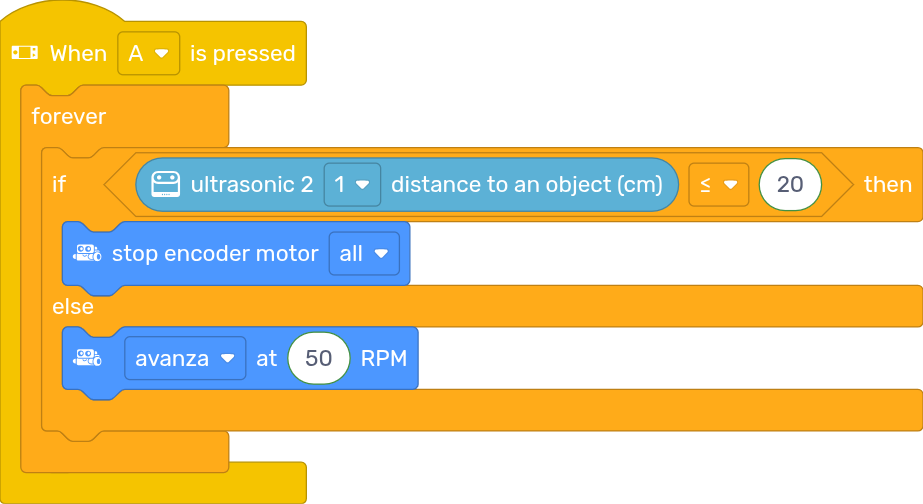 When A is pressed
forever
if ultrasonic 2 1 distance to an object (cm) ≤ 20 then
stop encoder motor all
else
avanza at 50 RPM